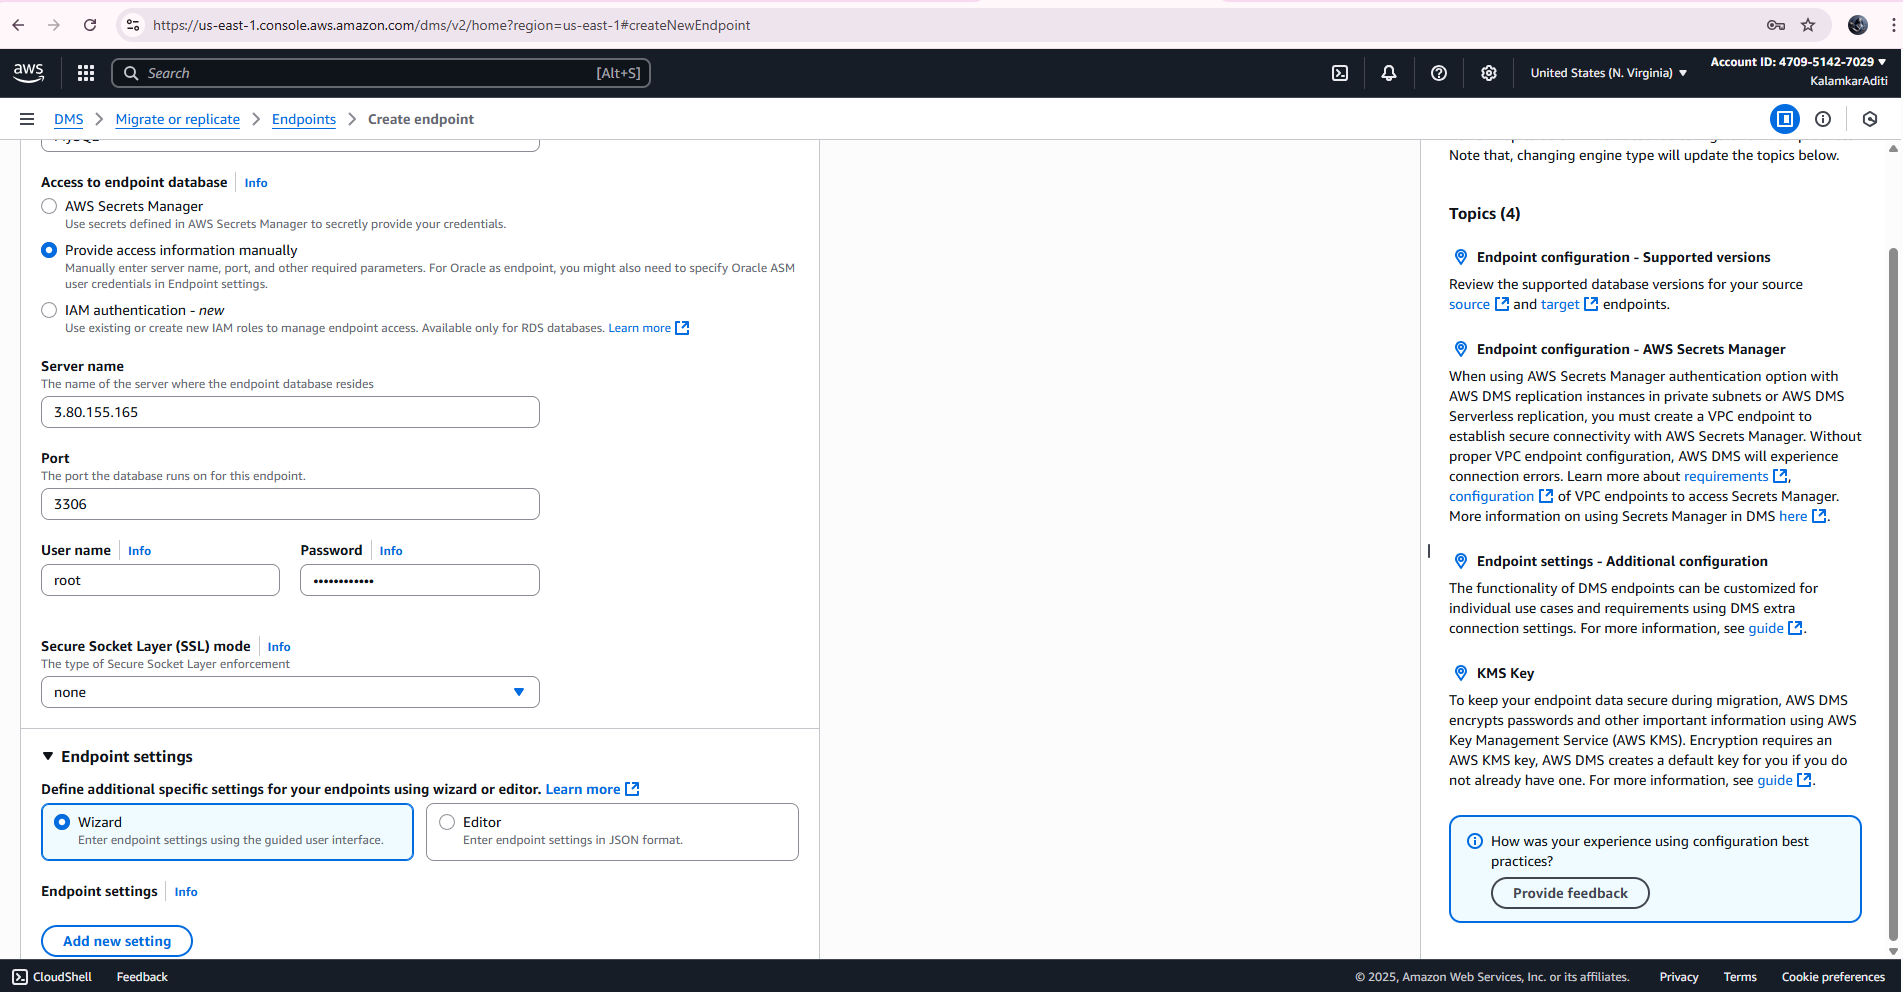 https://us-east-1.console.aws.amazon.com/dms/v2/home?region=us-east-1#createNewEndpoint
aws
Search
[Alt+S]
United States (N. Virginia)
Account ID: 4709-5142-7029
KalamkarAditi
DMS
Migrate or replicate
Endpoints
Create endpoint
Access to endpoint database
Info
AWS Secrets Manager
Use secrets defined in AWS Secrets Manager to secretly provide your credentials.
Provide access information manually
Manually enter server name, port, and other required parameters. For Oracle as endpoint, you might also need to specify Oracle ASM
user credentials in Endpoint settings.
IAM authentication - new
Use existing or create new IAM roles to manage endpoint access. Available only for RDS databases. Learn more
Server name
The name of the server where the endpoint database resides
3.80.155.165
Port
The port the database runs on for this endpoint.
3306
User name
Info
Password
Info
root
••••••••••••
Secure Socket Layer (SSL) mode
Info
The type of Secure Socket Layer enforcement
none
Endpoint settings
Define additional specific settings for your endpoints using wizard or editor. Learn more
Wizard
Enter endpoint settings using the guided user interface.
Editor
Enter endpoint settings in JSON format.
Endpoint settings
Info
Add new setting
Note that, changing engine type will update the topics below.
Topics (4)
Endpoint configuration - Supported versions
Review the supported database versions for your source
source and target endpoints.
Endpoint configuration - AWS Secrets Manager
When using AWS Secrets Manager authentication option with
AWS DMS replication instances in private subnets or AWS DMS
Serverless replication, you must create a VPC endpoint to
establish secure connectivity with AWS Secrets Manager. Without
proper VPC endpoint configuration, AWS DMS will experience
connection errors. Learn more about requirements,
configuration of VPC endpoints to access Secrets Manager.
More information on using Secrets Manager in DMS here.
Endpoint settings - Additional configuration
The functionality of DMS endpoints can be customized for
individual use cases and requirements using DMS extra
connection settings. For more information, see guide.
KMS Key
To keep your endpoint data secure during migration, AWS DMS
encrypts passwords and other important information using AWS
Key Management Service (AWS KMS). Encryption requires an
AWS KMS key, AWS DMS creates a default key for you if you do
not already have one. For more information, see guide.
How was your experience using configuration best
practices?
Provide feedback
CloudShell
Feedback
© 2025, Amazon Web Services, Inc. or its affiliates.
Privacy
Terms
Cookie preferences